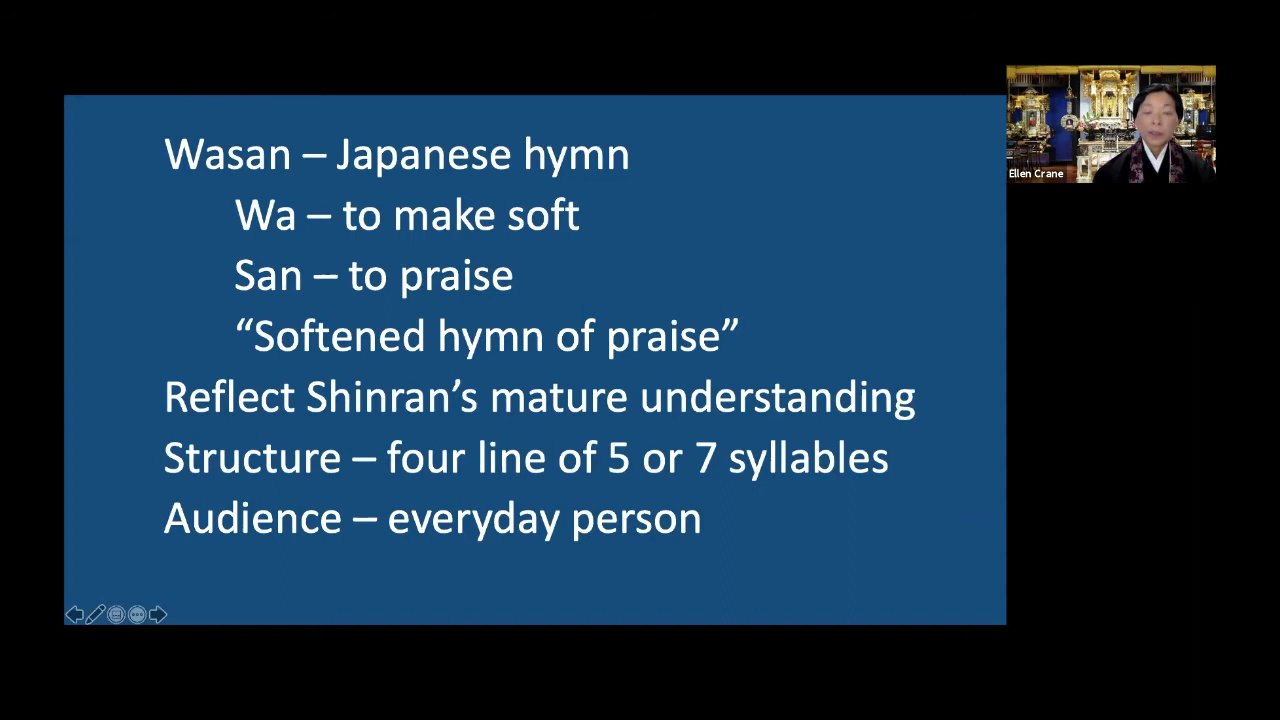 Wasan – Japanese hymn
Wa – to make soft
San – to praise
“Softened hymn of praise”
Reflect Shinran’s mature understanding
Structure – four line of 5 or 7 syllables
Audience – everyday person
Ellen Crane